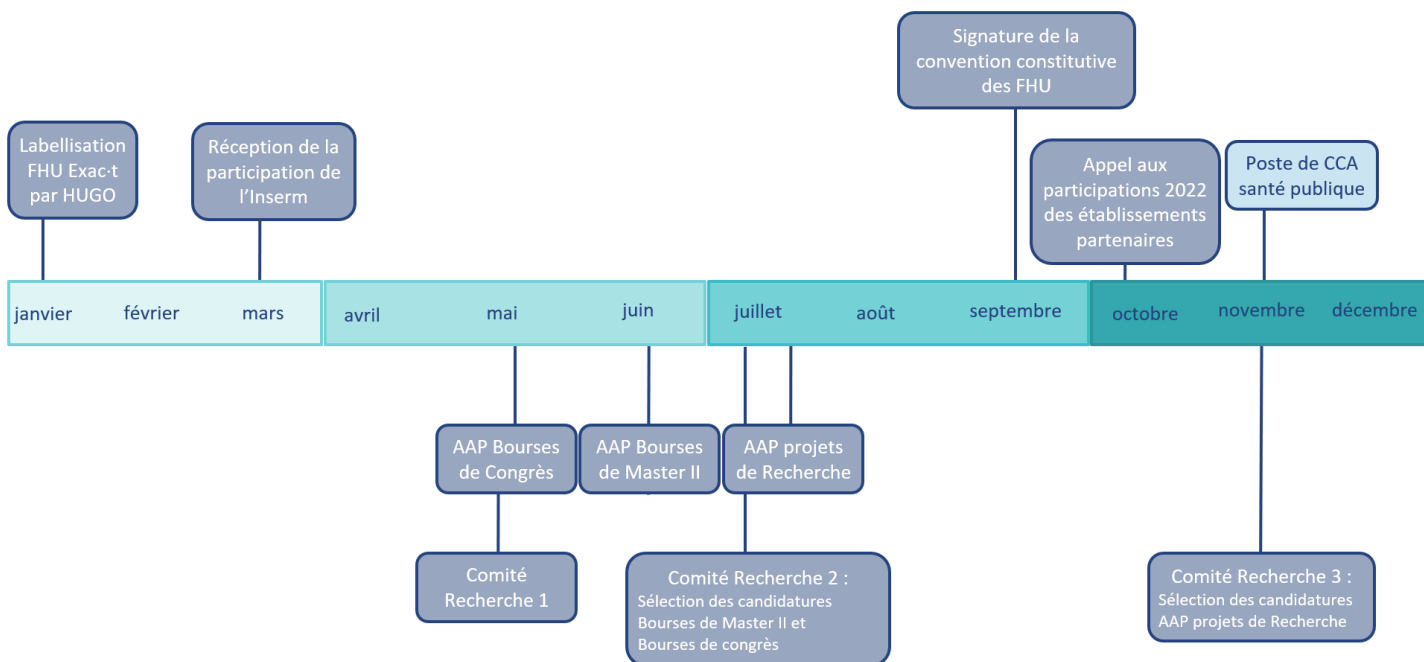 Signature de la
convention constitutive
des FHU
Labellisation
FHU Exac·t
par HUGO
Réception de la
participation de
l'Inserm
Appel aux
participations 2022
des établissements
partenaires
Poste de CCA
santé publique
janvier
février
mars
avril
mai
juin
juillet
août
septembre
octobre
novembre
décembre
AAP Bourses
de Congrès
AAP Bourses
de Master II
AAP projets
de Recherche
Comité
Recherche 1
Comité Recherche 2 :
Sélection des candidatures
Bourses de Master II et
Bourses de congrès
Comité Recherche 3 :
Sélection des candidatures
AAP projets de Recherche